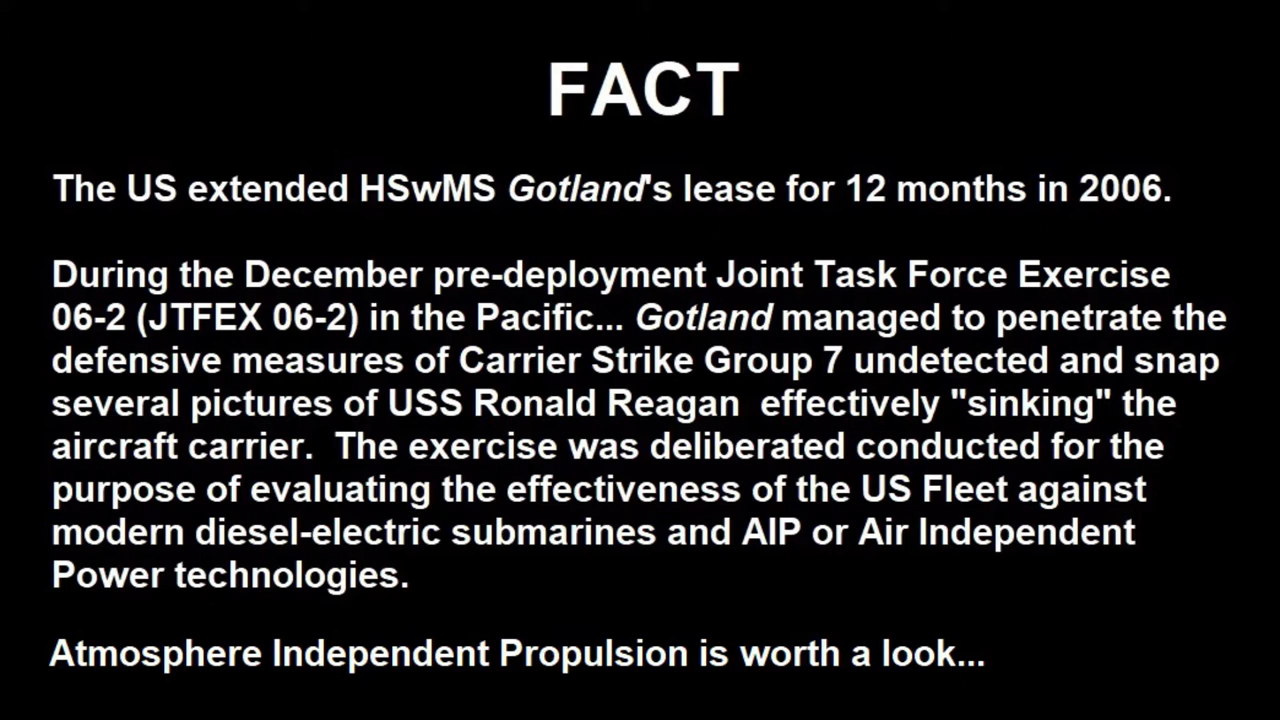 FACT
The US extended HSwMS Gotland's lease for 12 months in 2006.
During the December pre-deployment Joint Task Force Exercise
06-2 (JTFEX 06-2) in the Pacific... Gotland managed to penetrate the
defensive measures of Carrier Strike Group 7 undetected and snap
several pictures of USS Ronald Reagan  effectively "sinking" the
aircraft carrier.  The exercise was deliberated conducted for the
purpose of evaluating the effectiveness of the US Fleet against
modern diesel-electric submarines and AIP or Air Independent
Power technologies.
Atmosphere Independent Propulsion is worth a look...